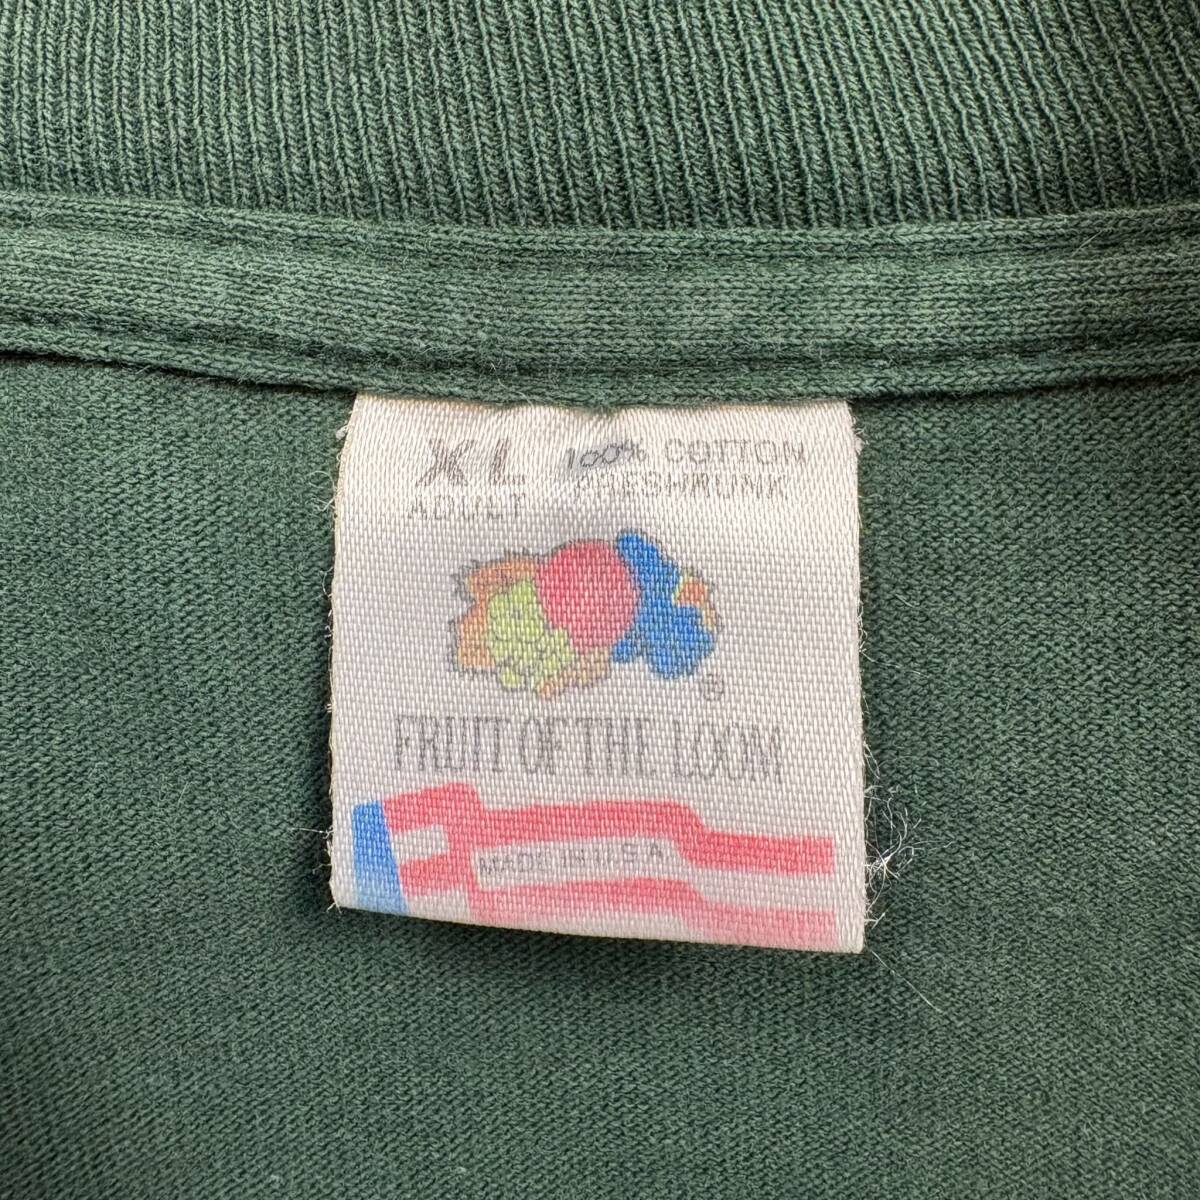 XL 100% COTTON
ADULT PRESHRUNK
®
FRUIT OF THE LOOM
MADE IN U.S.A.